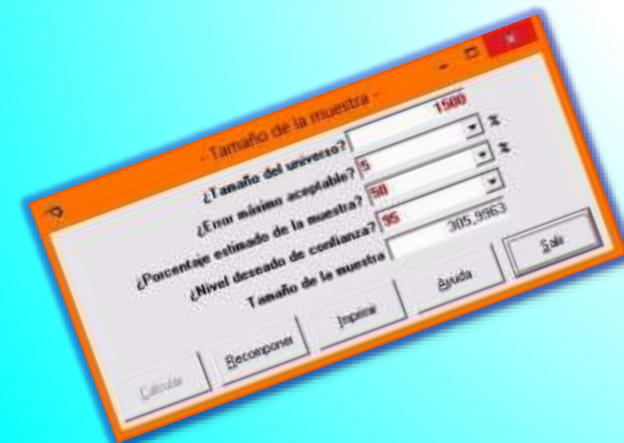 - Tamaño de la muestra -
¿Tamaño del universo? 1500
¿Error máximo aceptable? 5 %
¿Porcentaje estimado de la muestra? 50 %
¿Nivel deseado de confianza? 95
Tamaño de la muestra 305,9963
Calcular Recomponer Imprimir Ayuda Salir